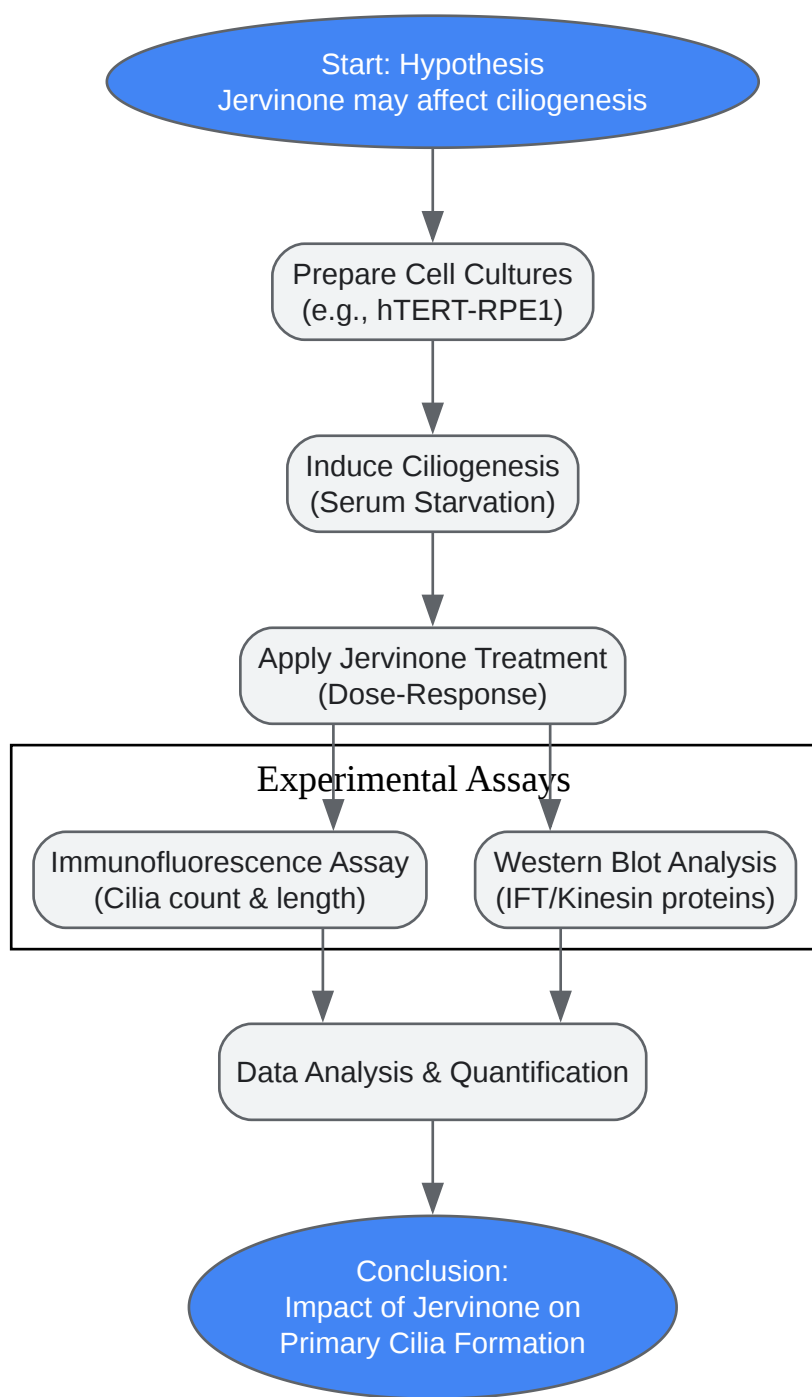 Start: Hypothesis
Jervinone may affect ciliogenesis
Prepare Cell Cultures
(e.g., hTERT-RPE1)
Induce Ciliogenesis
(Serum Starvation)
Apply Jervinone Treatment
(Dose-Response)
Experimental Assays
Immunofluorescence Assay
(Cilia count & length)
Western Blot Analysis
(IFT/Kinesin proteins)
Data Analysis & Quantification
Conclusion:
Impact of Jervinone on
Primary Cilia Formation